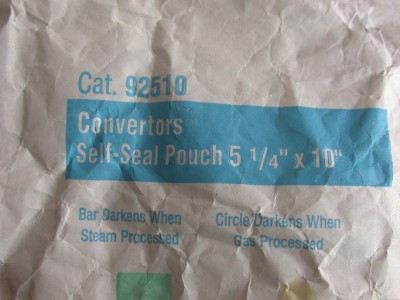 Cat. 92510
Convertors
Self-Seal Pouch 5 1/4" x 10"
Bar Darkens When
Steam Processed
Circle Darkens When
Gas Processed